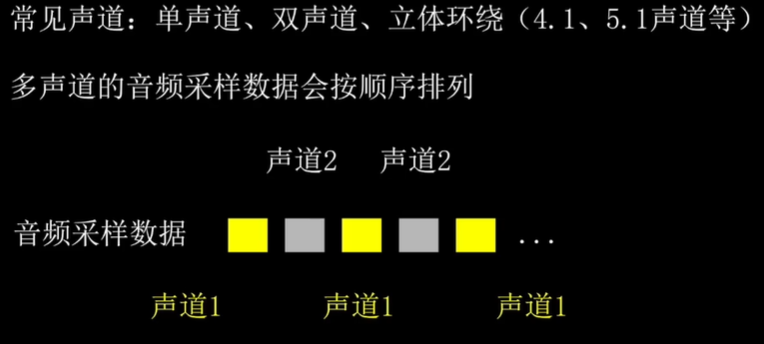 常见声道：单声道、双声道、立体环绕（4.1、5.1声道等）
多声道的音频采样数据会按顺序排列
声道2 声道2
音频采样数据 ...
声道1 声道1 声道1